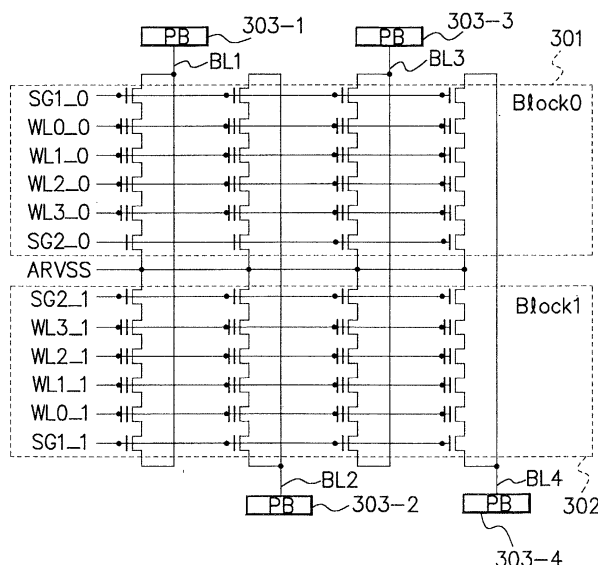 PB 303-1 PB 303-3
BL1 BL3 301
SG1_0 Block0
WL0_0
WL1_0
WL2_0
WL3_0
SG2_0
ARVSS
SG2_1 Block1
WL3_1
WL2_1
WL1_1
WL0_1
SG1_1
BL2 BL4 302
PB 303-2 PB
303-4